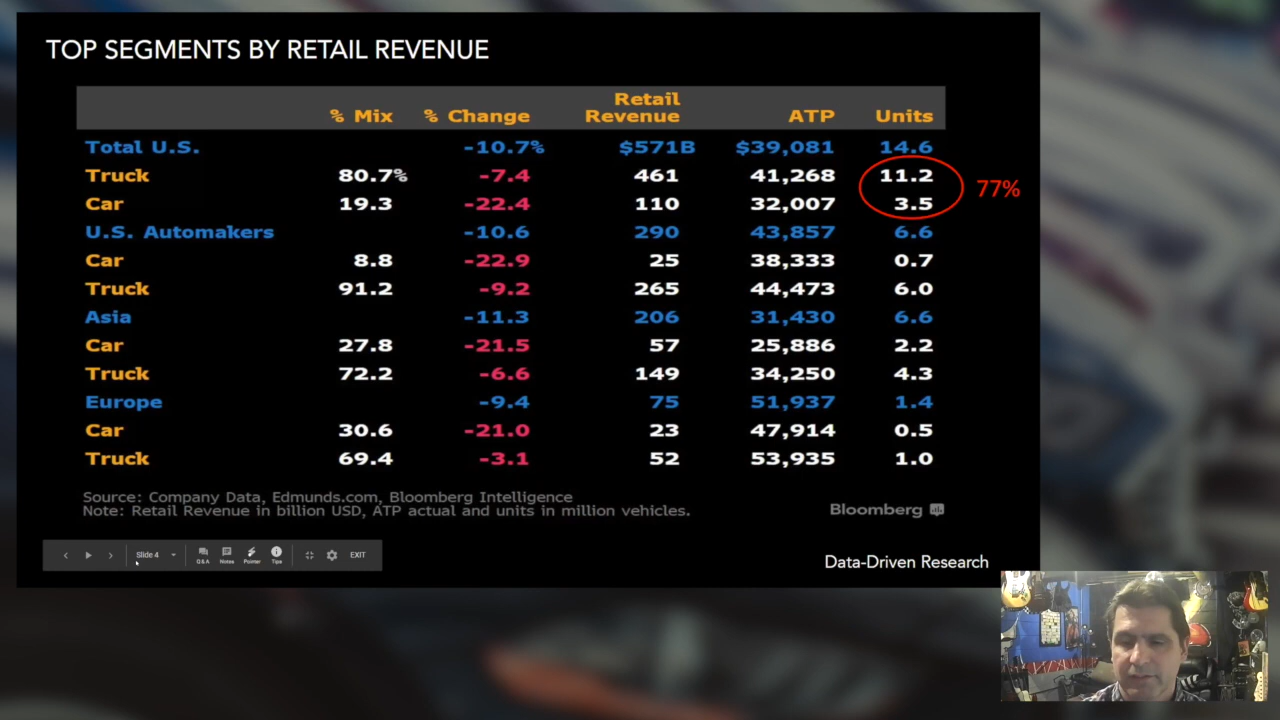 TOP SEGMENTS BY RETAIL REVENUE
% Mix % Change Retail Revenue ATP Units
Total U.S. -10.7% $571B $39,081 14.6
Truck 80.7% -7.4 461 41,268 11.2
77%
Car 19.3 -22.4 110 32,007 3.5
U.S. Automakers -10.6 290 43,857 6.6
Car 8.8 -22.9 25 38,333 0.7
Truck 91.2 -9.2 265 44,473 6.0
Asia -11.3 206 31,430 6.6
Car 27.8 -21.5 57 25,886 2.2
Truck 72.2 -6.6 149 34,250 4.3
Europe -9.4 75 51,937 1.4
Car 30.6 -21.0 23 47,914 0.5
Truck 69.4 -3.1 52 53,935 1.0
Source: Company Data, Edmunds.com, Bloomberg Intelligence
Note: Retail Revenue in billion USD, ATP actual and units in million vehicles.
Bloomberg
Slide 4 Q&A Notes Pointer Tips EXIT
Data-Driven Research